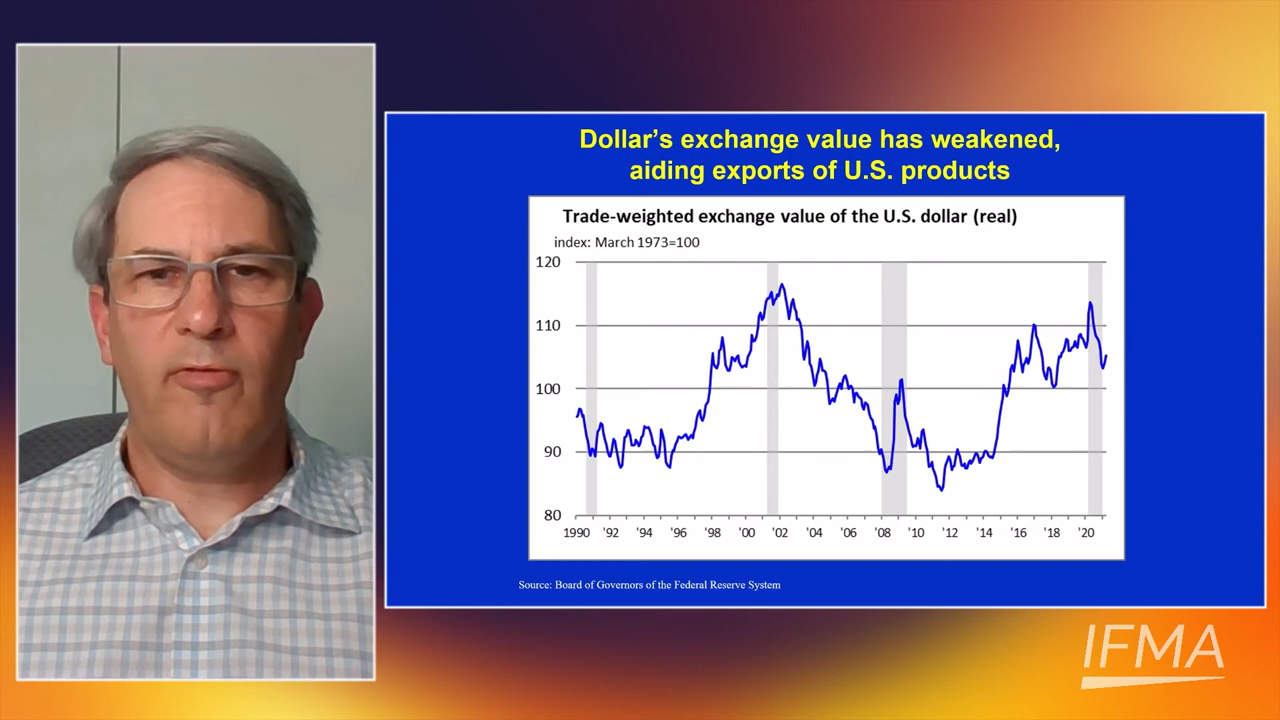 Dollar’s exchange value has weakened,
aiding exports of U.S. products
Trade-weighted exchange value of the U.S. dollar (real)
index: March 1973=100
120
110
100
90
80
1990 '92 '94 '96 '98 '00 '02 '04 '06 '08 '10 '12 '14 '16 '18 '20
Source: Board of Governors of the Federal Reserve System
IFMA